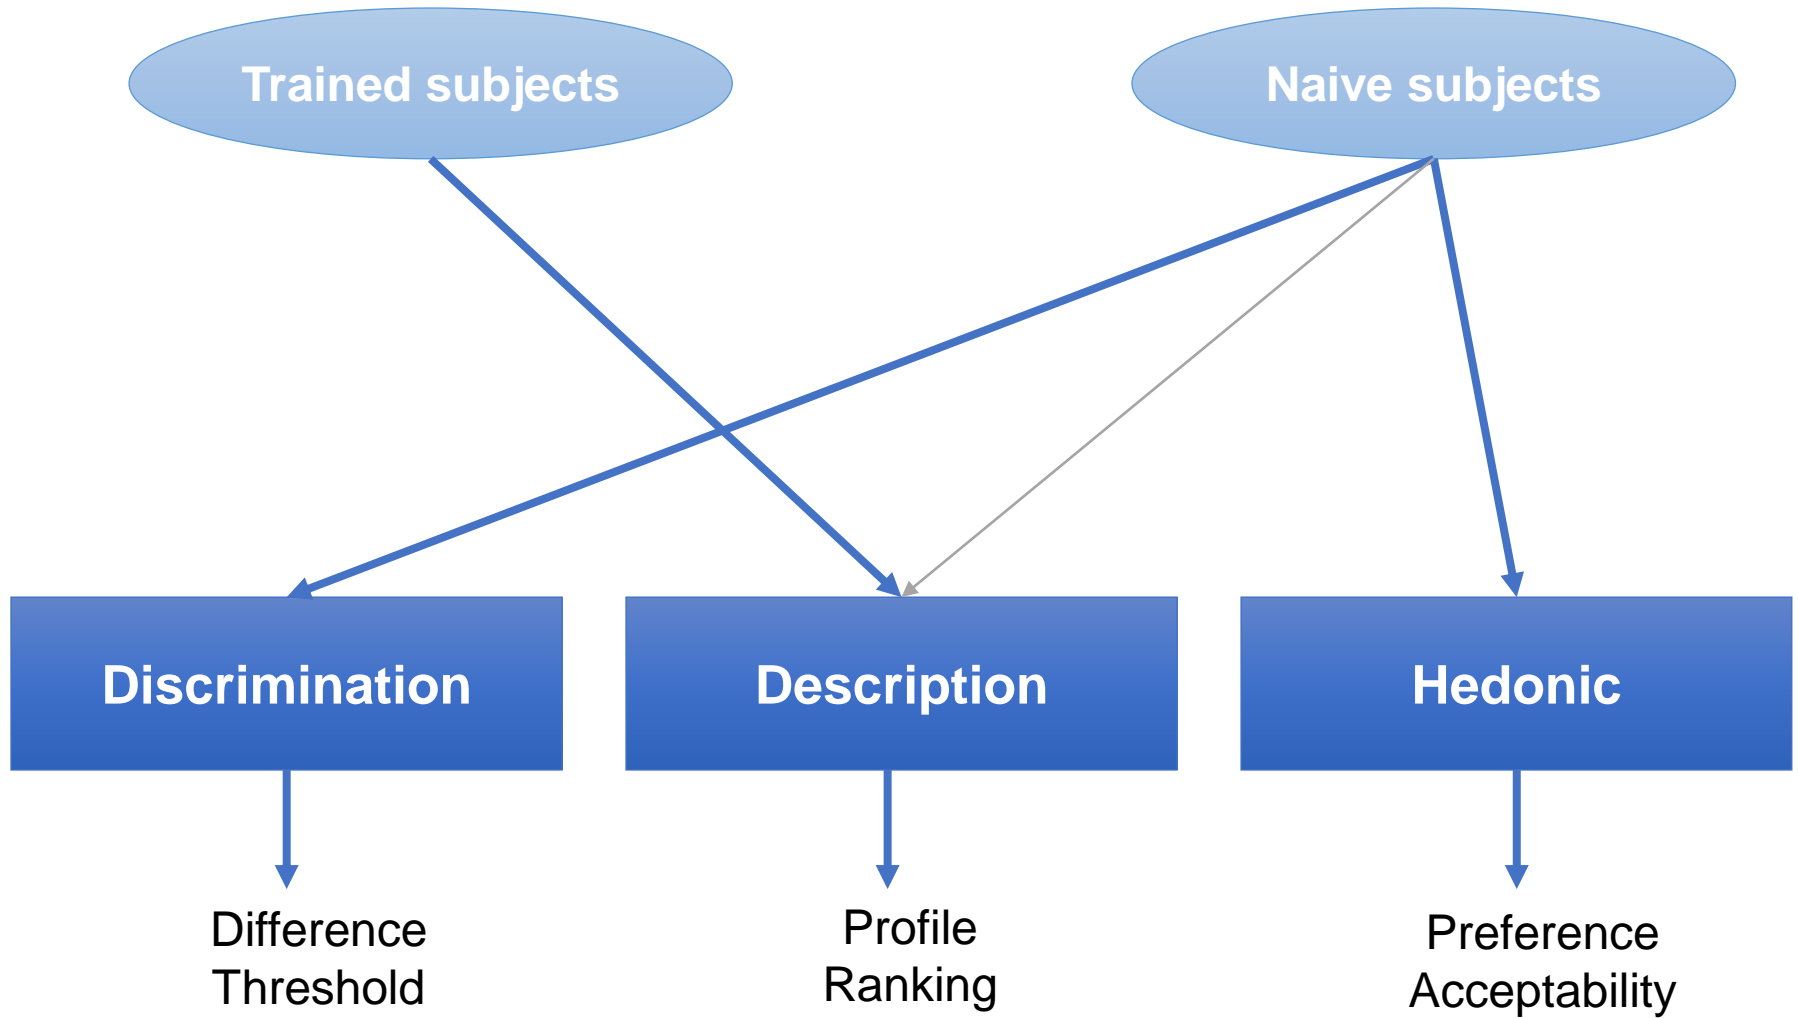 Trained subjects
Naive subjects
Discrimination
Description
Hedonic
Difference
Threshold
Profile
Ranking
Preference
Acceptability